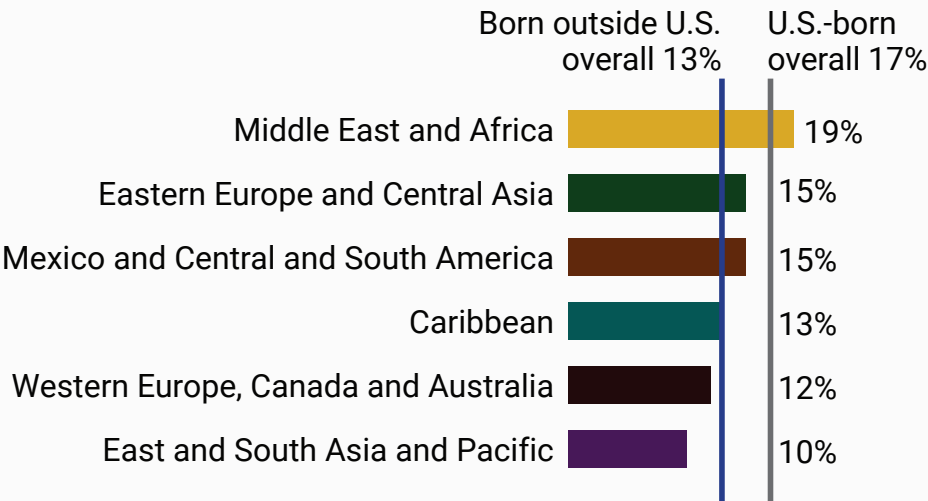 Born outside U.S.
overall 13%
U.S.-born
overall 17%
Middle East and Africa 19%
Eastern Europe and Central Asia 15%
Mexico and Central and South America 15%
Caribbean 13%
Western Europe, Canada and Australia 12%
East and South Asia and Pacific 10%